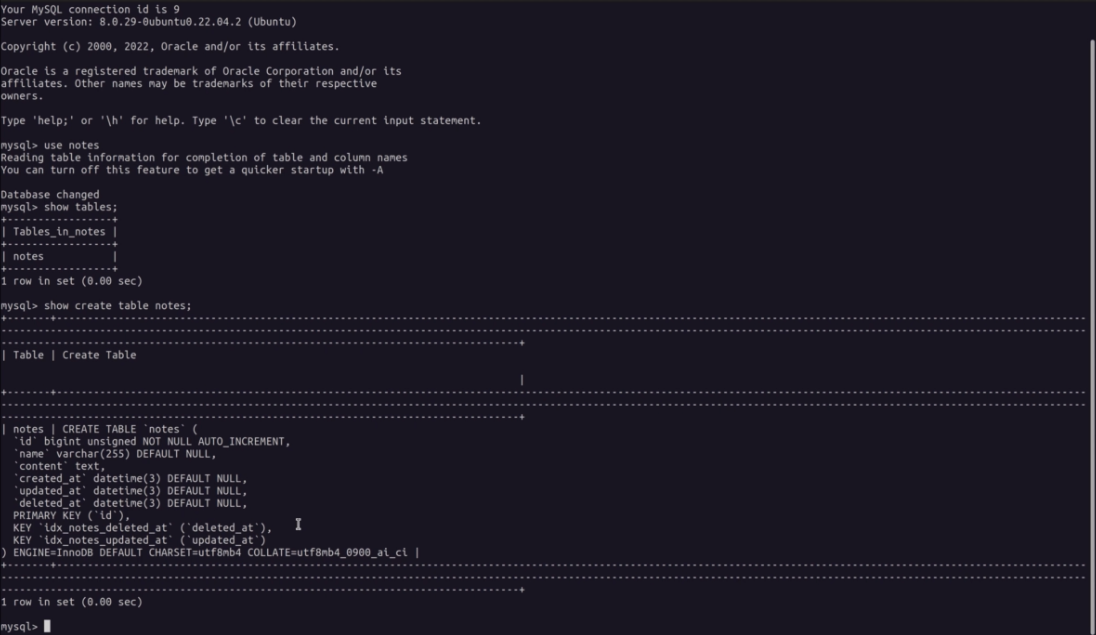 Your MySQL connection id is 9
Server version: 8.0.29-0ubuntu0.22.04.2 (Ubuntu)
Copyright (c) 2000, 2022, Oracle and/or its affiliates.
Oracle is a registered trademark of Oracle Corporation and/or its
affiliates. Other names may be trademarks of their respective
owners.
Type 'help;' or '\h' for help. Type '\c' to clear the current input statement.
mysql> use notes
Reading table information for completion of table and column names
You can turn off this feature to get a quicker startup with -A
Database changed
mysql> show tables;
+-----------------+
| Tables_in_notes |
+-----------------+
| notes           |
+-----------------+
1 row in set (0.00 sec)
mysql> show create table notes;
| Table | Create Table
|
| notes | CREATE TABLE `notes` (
  `id` bigint unsigned NOT NULL AUTO_INCREMENT,
  `name` varchar(255) DEFAULT NULL,
  `content` text,
  `created_at` datetime(3) DEFAULT NULL,
  `updated_at` datetime(3) DEFAULT NULL,
  `deleted_at` datetime(3) DEFAULT NULL,
  PRIMARY KEY (`id`),
  KEY `idx_notes_deleted_at` (`deleted_at`),
  KEY `idx_notes_updated_at` (`updated_at`)
) ENGINE=InnoDB DEFAULT CHARSET=utf8mb4 COLLATE=utf8mb4_0900_ai_ci |
1 row in set (0.00 sec)
mysql>